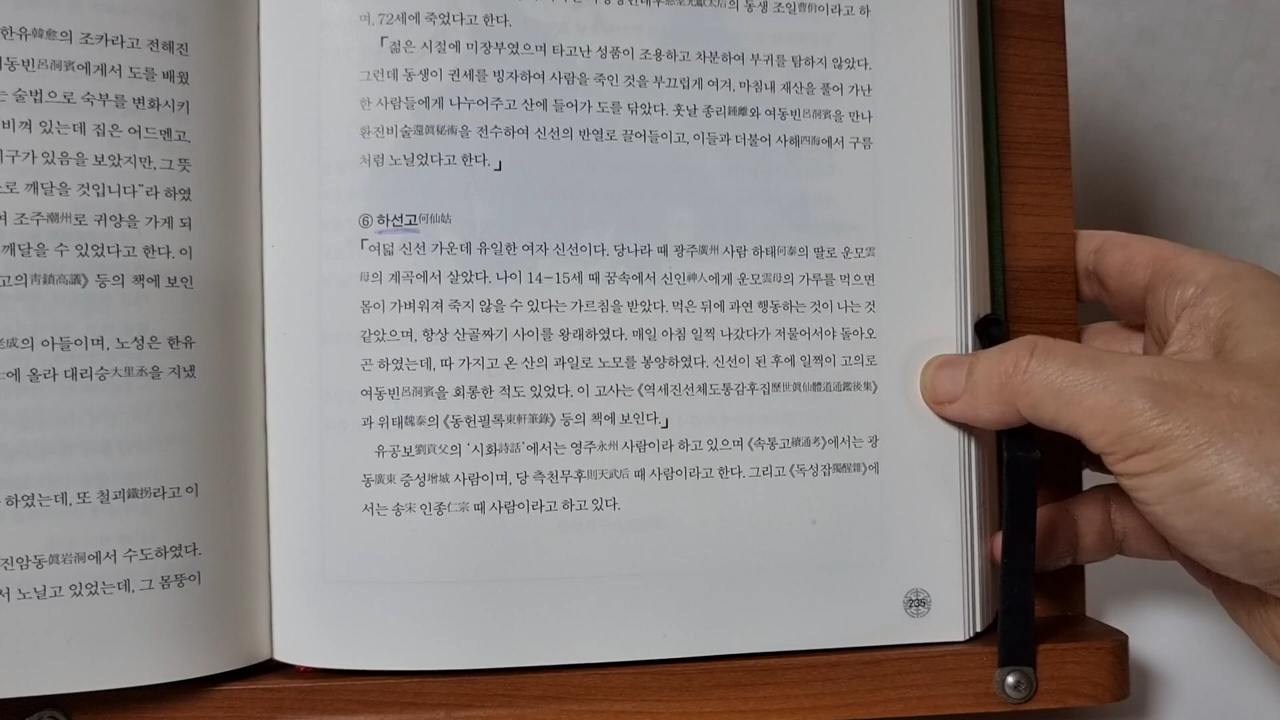 한유韓愈의 조카라고 전해진
동빈呂洞賓에게서 도를 배웠
는 술법으로 숙부를 변화시키
비껴 있는데 집은 어드멘고.
구가 있음을 보았지만, 그 뜻
로 깨달을 것입니다”라 하였
여 조주潮州로 귀양을 가게 되
깨달을 수 있었다고 한다. 이
고의靑鎖高議》 등의 책에 보인
老成의 아들이며, 노성은 한유
에 올라 대리승大里丞을 지냈
하였는데, 또 철괴鐵拐라고 이
진암동眞岩洞에서 수도하였다.
서 노닐고 있었는데, 그 몸뚱이
의 동생 조일曹佾이라고 하
며, 72세에 죽었다고 한다.
「젊은 시절에 미장부였으며 타고난 성품이 조용하고 차분하여 부귀를 탐하지 않았다.
그런데 동생이 권세를 빙자하여 사람을 죽인 것을 부끄럽게 여겨, 마침내 재산을 풀어 가난
한 사람들에게 나누어주고 산에 들어가 도를 닦았다. 훗날 종리鍾離와 여동빈呂洞賓을 만나
환진비술還眞秘術을 전수하여 신선의 반열로 끌어들이고, 이들과 더불어 사해四海에서 구름
처럼 노닐었다고 한다.」
⑥ 하선고何仙姑
「여덟 신선 가운데 유일한 여자 신선이다. 당나라 때 광주廣州 사람 하태何泰의 딸로 운모雲
母의 계곡에서 살았다. 나이 14-15세 때 꿈속에서 신인神人에게 운모雲母의 가루를 먹으면
몸이 가벼워져 죽지 않을 수 있다는 가르침을 받았다. 먹은 뒤에 과연 행동하는 것이 나는 것
같았으며, 항상 산골짜기 사이를 왕래하였다. 매일 아침 일찍 나갔다가 저물어서야 돌아오
곤 하였는데, 따 가지고 온 산의 과일로 노모를 봉양하였다. 신선이 된 후에 일찍이 고의로
여동빈呂洞賓을 희롱한 적도 있었다. 이 고사는 《역세진선체도통감후집歷世眞仙體道通鑑後集》
과 위태魏泰의 《동헌필록東軒筆錄》 등의 책에 보인다.」
유공보劉貢父의 ‘시화詩話’에서는 영주永州 사람이라 하고 있으며 《속통고續通考》에서는 광
동廣東 증성增城 사람이며, 당 측천무후則天武后 때 사람이라고 한다. 그리고 《독성잡獨醒雜》에
서는 송宋 인종仁宗 때 사람이라고 하고 있다.
235